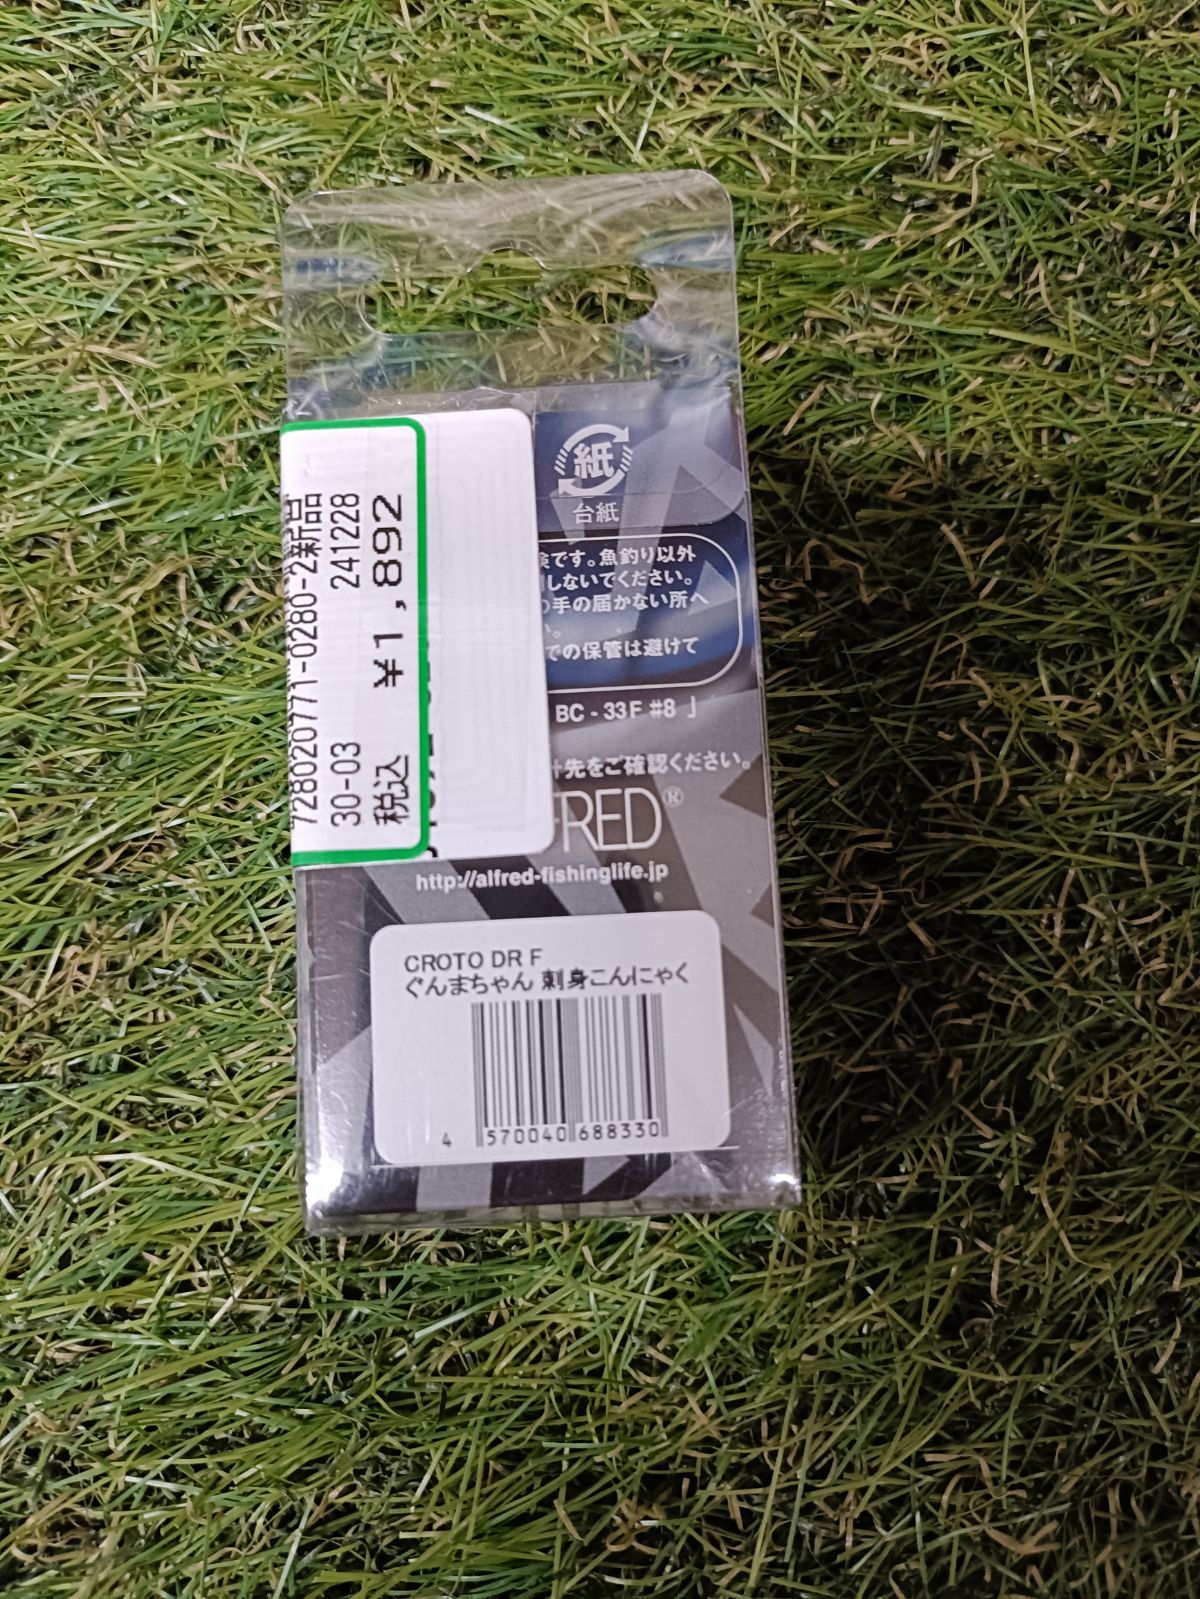 728020771-0280-2新品
30-03 241228
税込 ¥1,892
紙
台紙
険です。魚釣り以外
しないでください。
の手の届かない所へ
い。
での保管は避けて
BC - 33F #8 」
先をご確認ください。
FRED®
http://alfred-fishinglife.jp
CROTO DR F
ぐんまちゃん 刺身こんにゃく
4 570040 688330